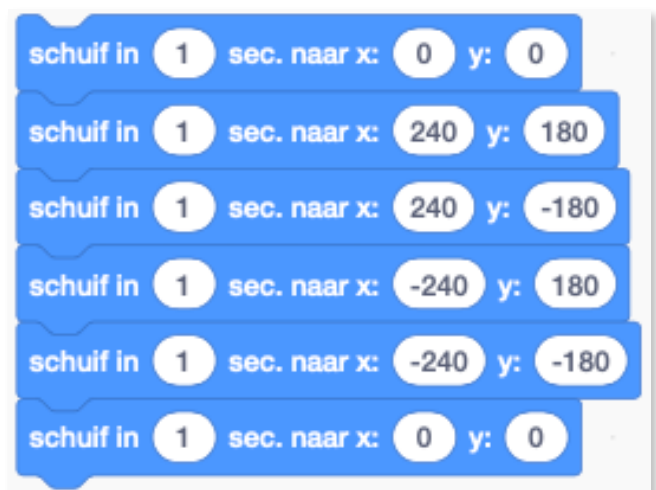 schuif in 1 sec. naar x: 0 y: 0
schuif in 1 sec. naar x: 240 y: 180
schuif in 1 sec. naar x: 240 y: -180
schuif in 1 sec. naar x: -240 y: 180
schuif in 1 sec. naar x: -240 y: -180
schuif in 1 sec. naar x: 0 y: 0